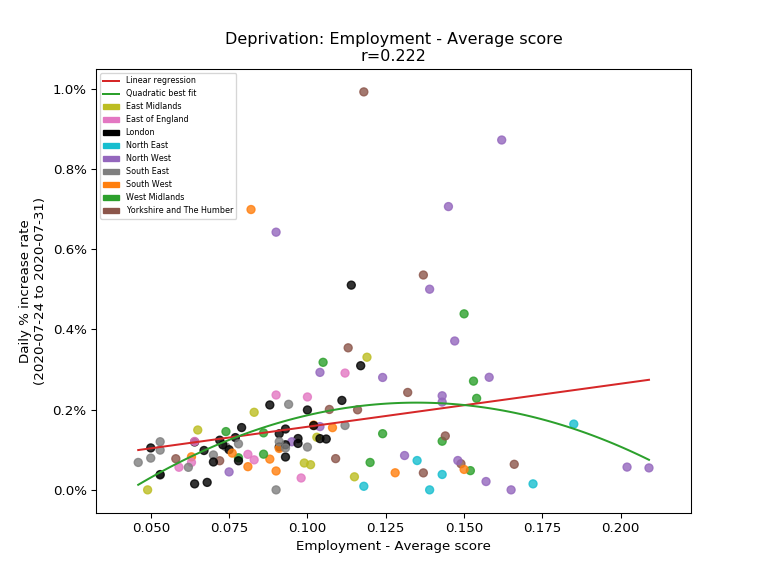 Deprivation: Employment - Average score
r=0.222
Daily % increase rate
(2020-07-24 to 2020-07-31)
1.0%
0.8%
0.6%
0.4%
0.2%
0.0%
Linear regression
Quadratic best fit
East Midlands
East of England
London
North East
North West
South East
South West
West Midlands
Yorkshire and The Humber
0.050 0.075 0.100 0.125 0.150 0.175 0.200
Employment - Average score